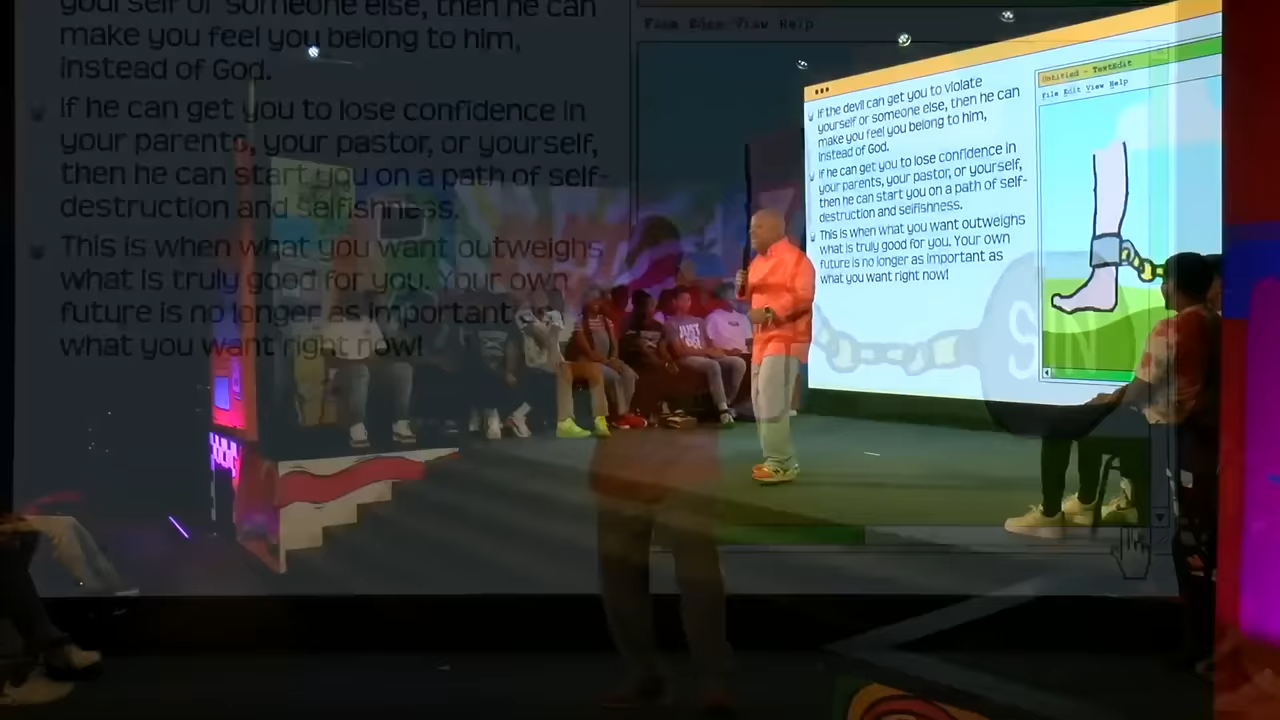 yourself or someone else, then he can
make you feel you belong to him,
instead of God.
If he can get you to lose confidence in
your parents, your pastor, or yourself,
then he can start you on a path of self-
destruction and selfishness.
This is when what you want outweighs
what is truly good for you. Your own
future is no longer as important
what you want right now!
File Edit View Help
If the devil can get you to violate
yourself or someone else, then he can
make you feel you belong to him,
instead of God.
If he can get you to lose confidence in
your parents, your pastor, or yourself,
then he can start you on a path of self-
destruction and selfishness.
This is when what you want outweighs
what is truly good for you. Your own
future is no longer as important as
what you want right now!
Untitled - TextEdit
File Edit View Help
SIN
JUST